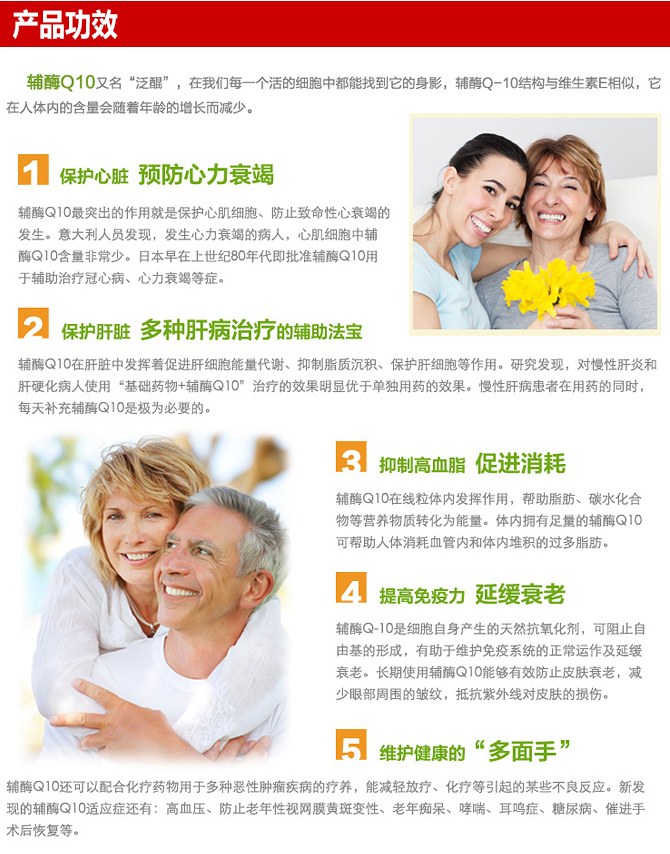 产品功效
辅酶Q10又名“泛醌”，在我们每一个活的细胞中都能找到它的身影，辅酶Q-10结构与维生素E相似，它
在人体内的含量会随着年龄的增长而减少。
1 保护心脏 预防心力衰竭
辅酶Q10最突出的作用就是保护心肌细胞、防止致命性心衰竭的
发生。意大利人员发现，发生心力衰竭的病人，心肌细胞中辅
酶Q10含量非常少。日本早在上世纪80年代即批准辅酶Q10用
于辅助治疗冠心病、心力衰竭等症。
2 保护肝脏 多种肝病治疗的辅助法宝
辅酶Q10在肝脏中发挥着促进肝细胞能量代谢、抑制脂质沉积、保护肝细胞等作用。研究发现，对慢性肝炎和
肝硬化病人使用“基础药物+辅酶Q10”治疗的效果明显优于单独用药的效果。慢性肝病患者在用药的同时，
每天补充辅酶Q10是极为必要的。
3 抑制高血脂 促进消耗
辅酶Q10在线粒体内发挥作用，帮助脂肪、碳水化合
物等营养物质转化为能量。体内拥有足量的辅酶Q10
可帮助人体消耗血管内和体内堆积的过多脂肪。
4 提高免疫力 延缓衰老
辅酶Q-10是细胞自身产生的天然抗氧化剂，可阻止自
由基的形成，有助于维护免疫系统的正常运作及延缓
衰老。长期使用辅酶Q10能够有效防止皮肤衰老，减
少眼部周围的皱纹，抵抗紫外线对皮肤的损伤。
5 维护健康的“多面手”
辅酶Q10还可以配合化疗药物用于多种恶性肿瘤疾病的疗养，能减轻放疗、化疗等引起的某些不良反应。新发
现的辅酶Q10适应症还有：高血压、防止老年性视网膜黄斑变性、老年痴呆、哮喘、耳鸣症、糖尿病、催进手
术后恢复等。